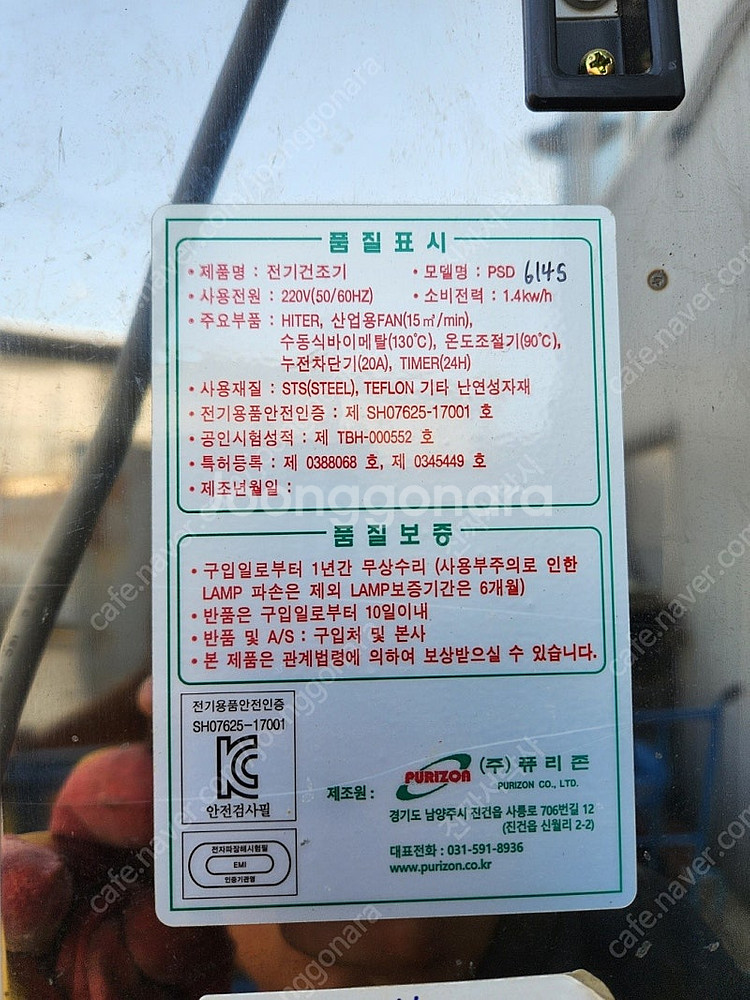 품질표시
• 제품명 : 전기건조기 • 모델명 : PSD 614S
• 사용전원 : 220V(50/60HZ) • 소비전력 : 1.4kw/h
• 주요부품 : HITER, 산업용FAN(15㎥/min),
수동식바이메탈(130℃), 온도조절기(90℃),
누전차단기(20A), TIMER(24H)
• 사용재질 : STS(STEEL), TEFLON 기타 난연성자재
• 전기용품안전인증 : 제 SH07625-17001 호
• 공인시험성적 : 제 TBH-000552 호
• 특허등록 : 제 0388068 호, 제 0345449 호
• 제조년월일 :
joonggonara
품질보증
• 구입일로부터 1년간 무상수리 (사용부주의로 인한
LAMP 파손은 제외 LAMP보증기간은 6개월)
• 반품은 구입일로부터 10일이내
• 반품 및 A/S : 구입처 및 본사
• 본 제품은 관계법령에 의하여 보상받으실 수 있습니다.
전기용품안전인증
SH07625-17001
안전검사필
전자파장해시험필
EMI
인증기관명
제조원 : PURIZON (주) 퓨리존
PURIZON CO., LTD.
경기도 남양주시 진건읍 사릉로 706번길 12
(진건읍 신월리 2-2)
대표전화 : 031-591-8936
www.purizon.co.kr
cafe.naver.com/joonggonara